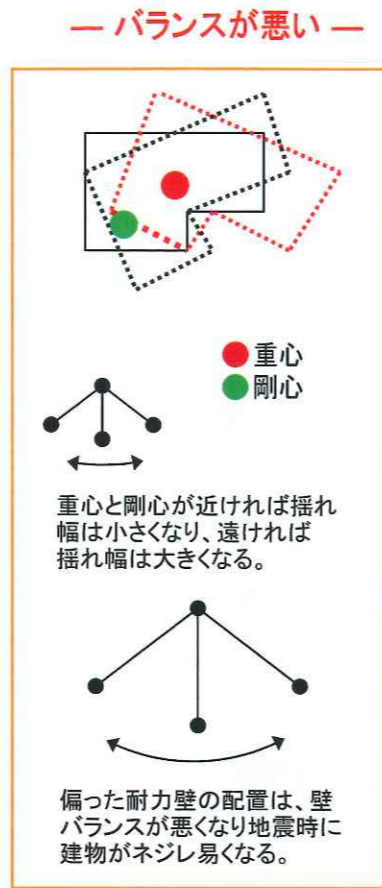 ― バランスが悪い ―
重心
剛心
重心と剛心が近ければ揺れ
幅は小さくなり、遠ければ
揺れ幅は大きくなる。
偏った耐力壁の配置は、壁
バランスが悪くなり地震時に
建物がネジレ易くなる。